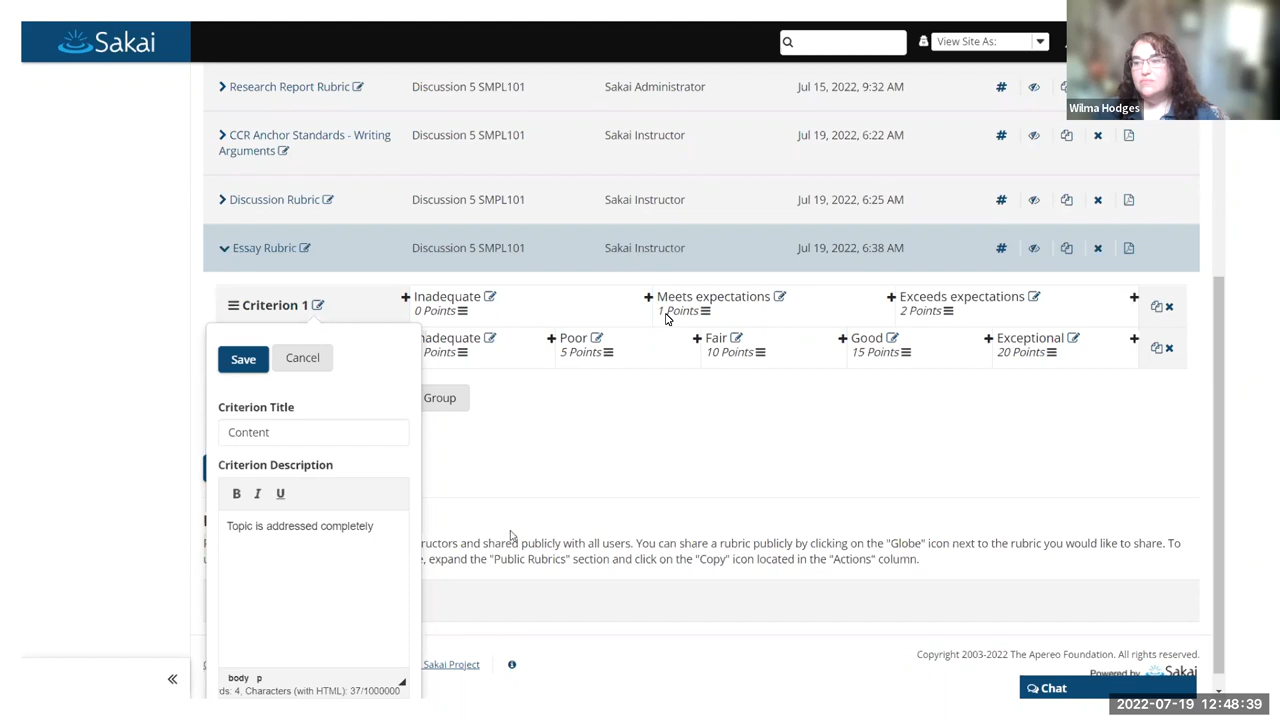 Sakai
View Site As:
Wilma Hodges
Research Report Rubric Discussion 5 SMPL101 Sakai Administrator Jul 15, 2022, 9:32 AM
CCR Anchor Standards - Writing Discussion 5 SMPL101 Sakai Instructor Jul 19, 2022, 6:22 AM
Arguments
Discussion Rubric Discussion 5 SMPL101 Sakai Instructor Jul 19, 2022, 6:25 AM
Essay Rubric Discussion 5 SMPL101 Sakai Instructor Jul 19, 2022, 6:38 AM
Criterion 1 Inadequate Meets expectations Exceeds expectations
0 Points 1 Points 2 Points
nadequate Poor Fair Good Exceptional
Points 5 Points 10 Points 15 Points 20 Points
Save Cancel
Group
Criterion Title
Content
Criterion Description
B I U
Topic is addressed completely
ructors and shared publicly with all users. You can share a rubric publicly by clicking on the "Globe" icon next to the rubric you would like to share. To
, expand the "Public Rubrics" section and click on the "Copy" icon located in the "Actions" column.
Copyright 2003-2022 The Apereo Foundation. All rights reserved.
Sakai Project
Powered by Sakai
body p
rds: 4, Characters (with HTML): 37/1000000
Chat
2022-07-19 12:48:39